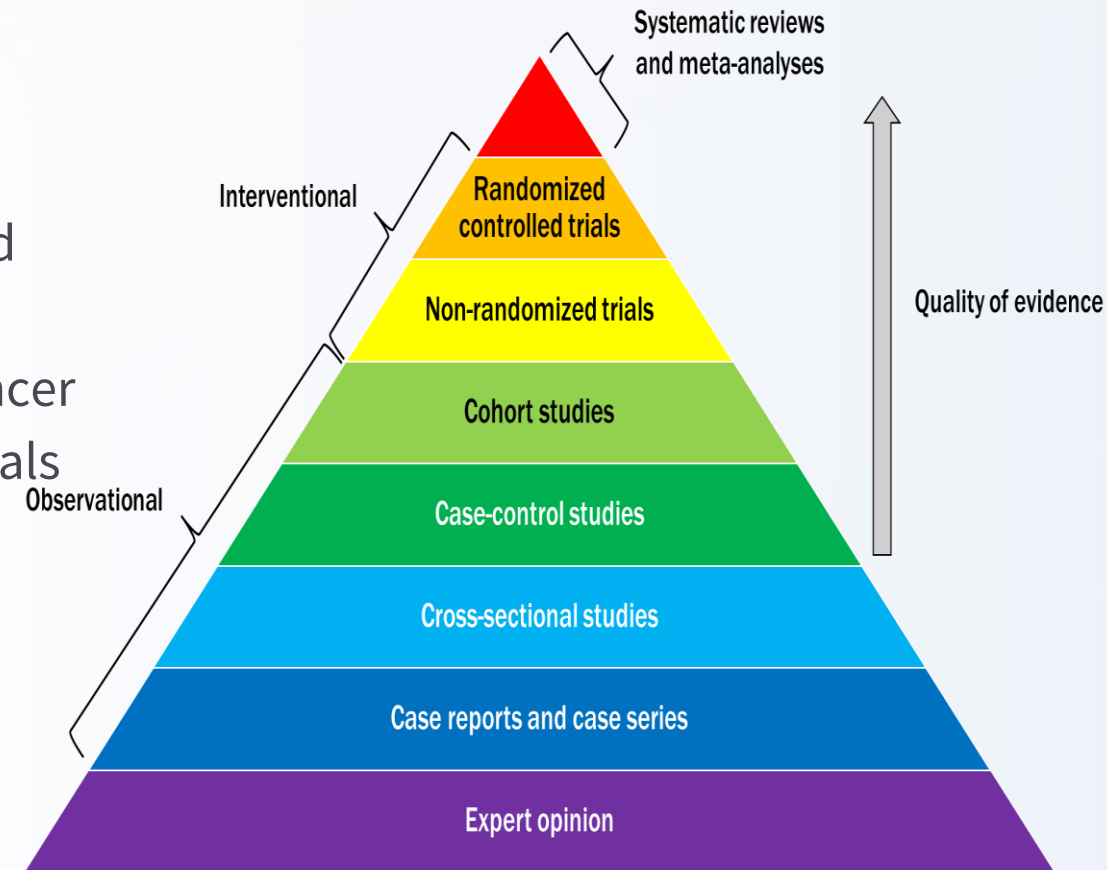 Systematic reviews
and meta-analyses
Interventional
Randomized
controlled trials
Non-randomized trials
Quality of evidence
Cohort studies
Observational
Case-control studies
Cross-sectional studies
Case reports and case series
Expert opinion